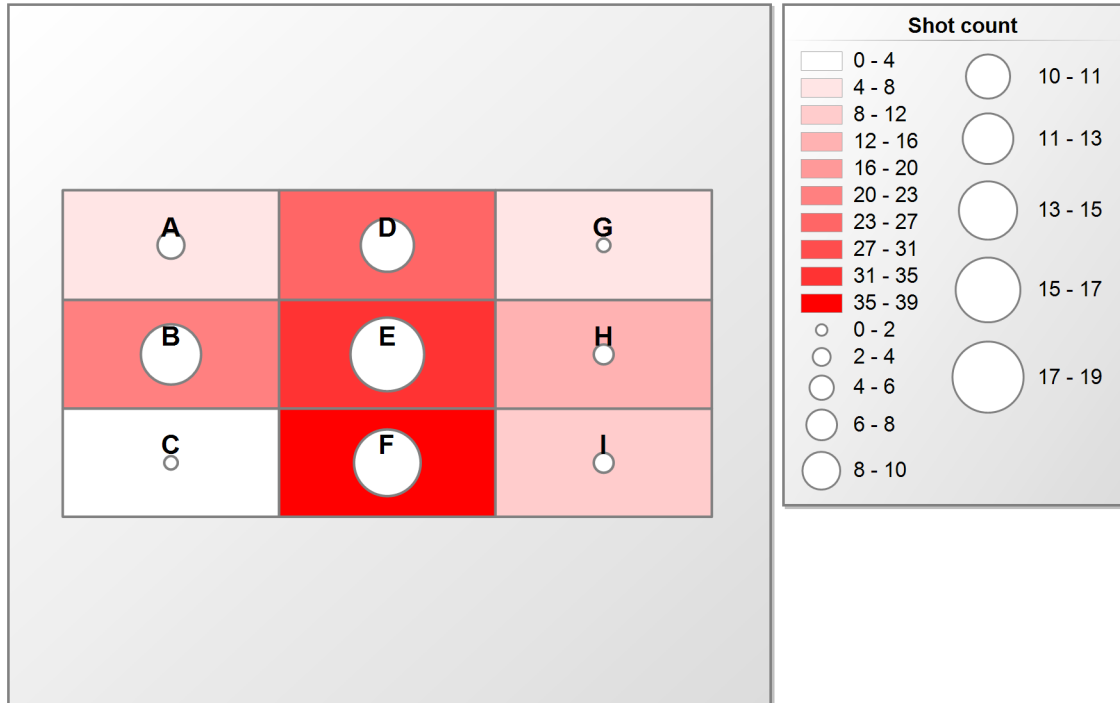 Shot count
0 - 4
4 - 8
8 - 12
12 - 16
16 - 20
20 - 23
23 - 27
27 - 31
31 - 35
35 - 39
0 - 2
2 - 4
4 - 6
6 - 8
8 - 10
10 - 11
11 - 13
13 - 15
15 - 17
17 - 19
A D G
B E H
C F I